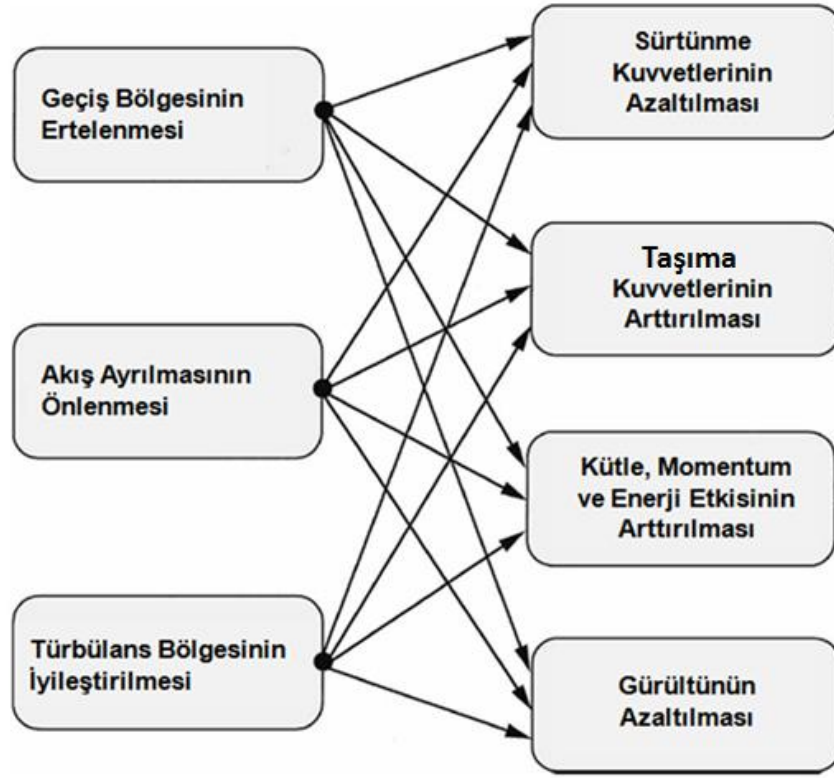 Geçiş Bölgesinin
Ertelenmesi
Akış Ayrılmasının
Önlenmesi
Türbülans Bölgesinin
İyileştirilmesi
Sürtünme
Kuvvetlerinin
Azaltılması
Taşıma
Kuvvetlerinin
Arttırılması
Kütle, Momentum
ve Enerji Etkisinin
Arttırılması
Gürültünün
Azaltılması